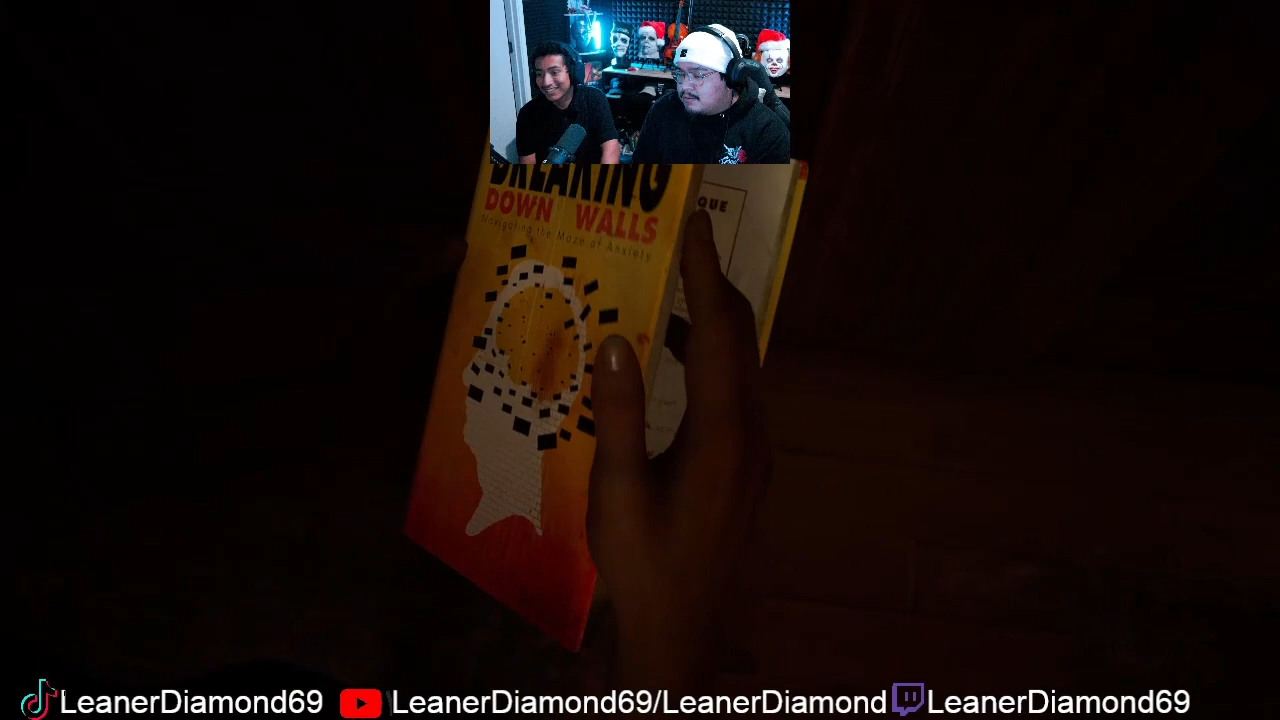 BREAKING
DOWN WALLS
Navigating the Maze of Anxiety
QUE
LeanerDiamond69
\LeanerDiamond69/LeanerDiamond
LeanerDiamond69